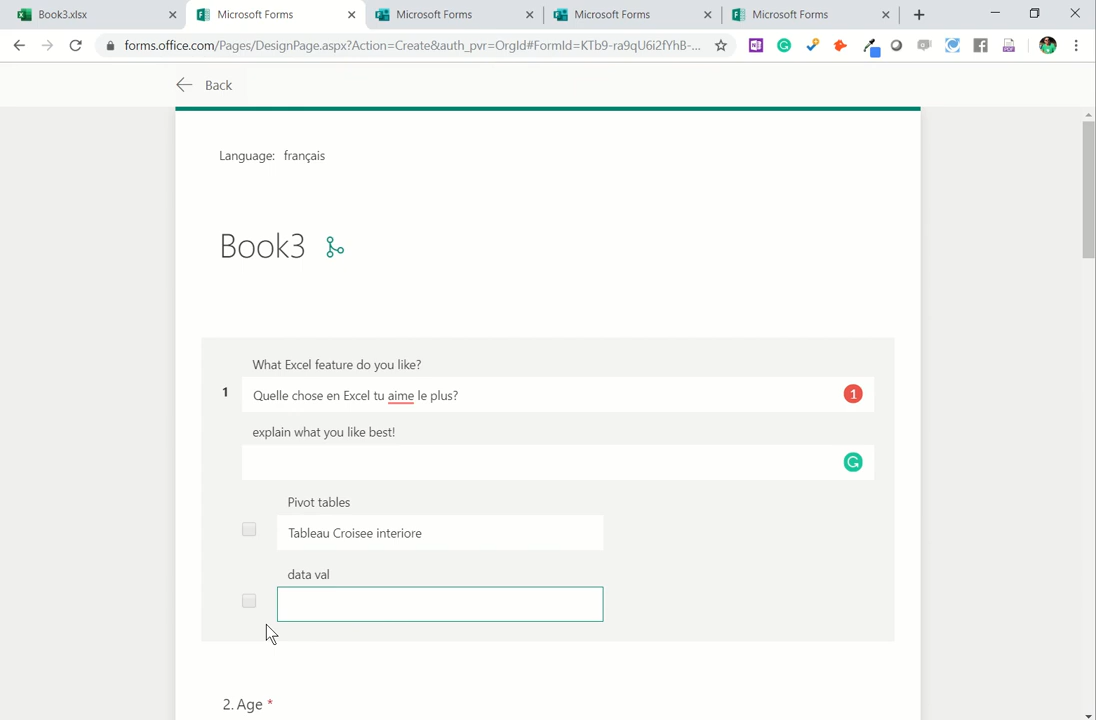 Book3.xlsx
Microsoft Forms
Microsoft Forms
Microsoft Forms
Microsoft Forms
forms.office.com/Pages/DesignPage.aspx?Action=Create&auth_pvr=OrgId#FormId=KTb9-ra9qU6i2fYhB-...
Back
Language: français
Book3
What Excel feature do you like?
1
Quelle chose en Excel tu aime le plus?
1
explain what you like best!
Pivot tables
Tableau Croisee interiore
data val
2. Age *